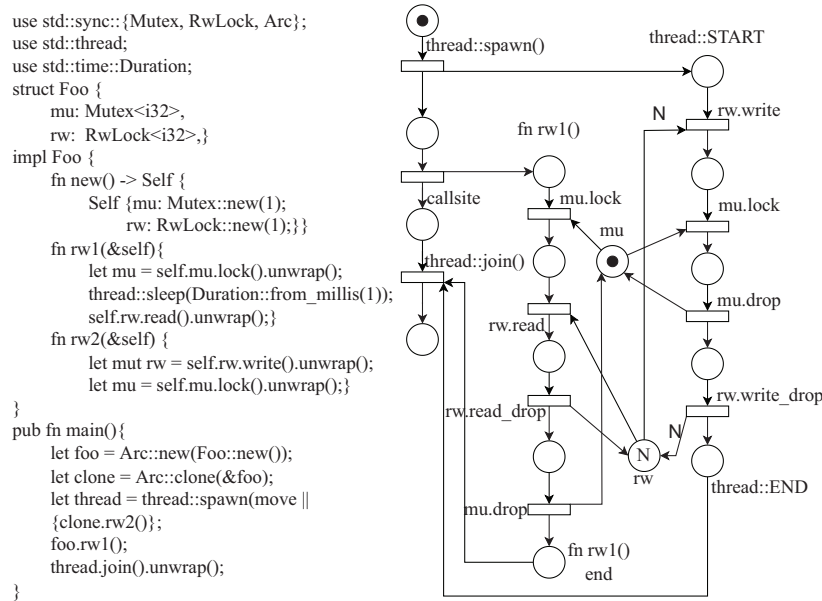 use std::sync::{Mutex, RwLock, Arc};
use std::thread;
use std::time::Duration;
struct Foo {
mu: Mutex<i32>,
rw: RwLock<i32>,}
impl Foo {
fn new() -> Self {
Self {mu: Mutex::new(1);
rw: RwLock::new(1);}}
fn rw1(&self){
let mu = self.mu.lock().unwrap();
thread::sleep(Duration::from_millis(1));
self.rw.read().unwrap();}
fn rw2(&self) {
let mut rw = self.rw.write().unwrap();
let mu = self.mu.lock().unwrap();}
}
pub fn main(){
let foo = Arc::new(Foo::new());
let clone = Arc::clone(&foo);
let thread = thread::spawn(move ||
{clone.rw2()};
foo.rw1();
thread.join().unwrap();
}
thread::spawn()
thread::START
N
rw.write
fn rw1()
callsite
mu.lock
mu
mu.lock
thread::join()
mu.drop
rw.read
rw.read_drop
rw.write_drop
N
N
rw
thread::END
mu.drop
fn rw1()
end